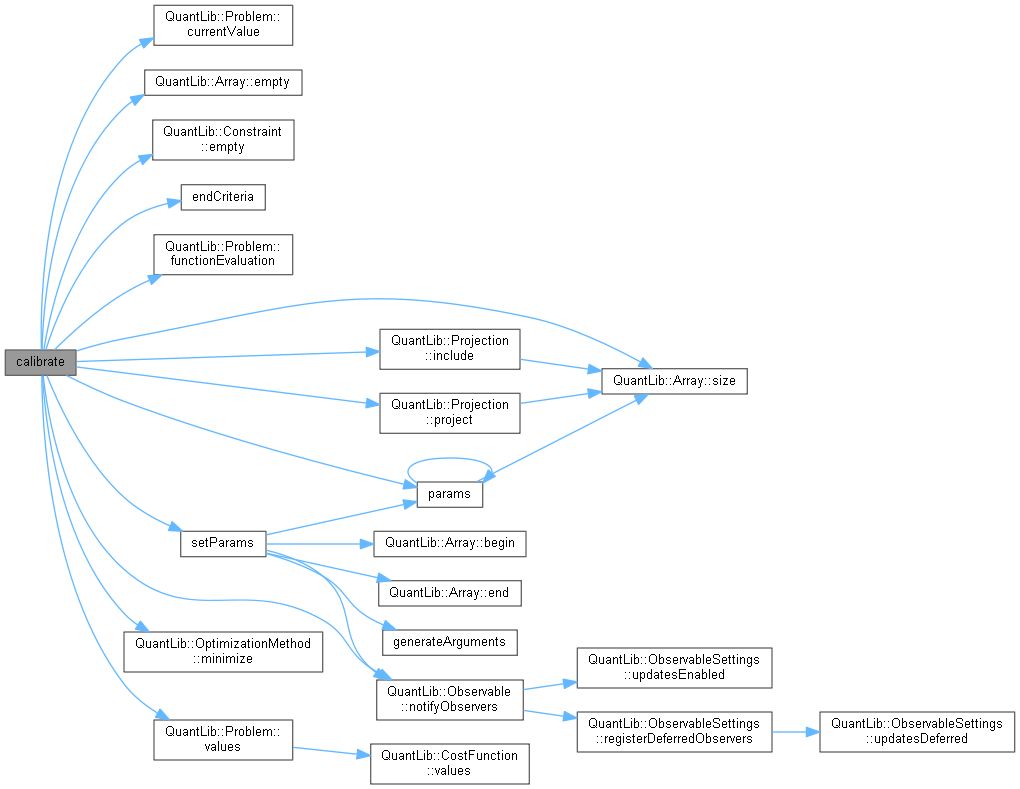 QuantLib::Problem::
currentValue
QuantLib::Array::empty
QuantLib::Constraint
::empty
endCriteria
QuantLib::Problem::
functionEvaluation
calibrate
QuantLib::Projection
::include
QuantLib::Array::size
QuantLib::Projection
::project
params
setParams
QuantLib::Array::begin
QuantLib::Array::end
generateArguments
QuantLib::OptimizationMethod
::minimize
QuantLib::Observable
::notifyObservers
QuantLib::ObservableSettings
::updatesEnabled
QuantLib::ObservableSettings
::registerDeferredObservers
QuantLib::ObservableSettings
::updatesDeferred
QuantLib::Problem::
values
QuantLib::CostFunction
::values